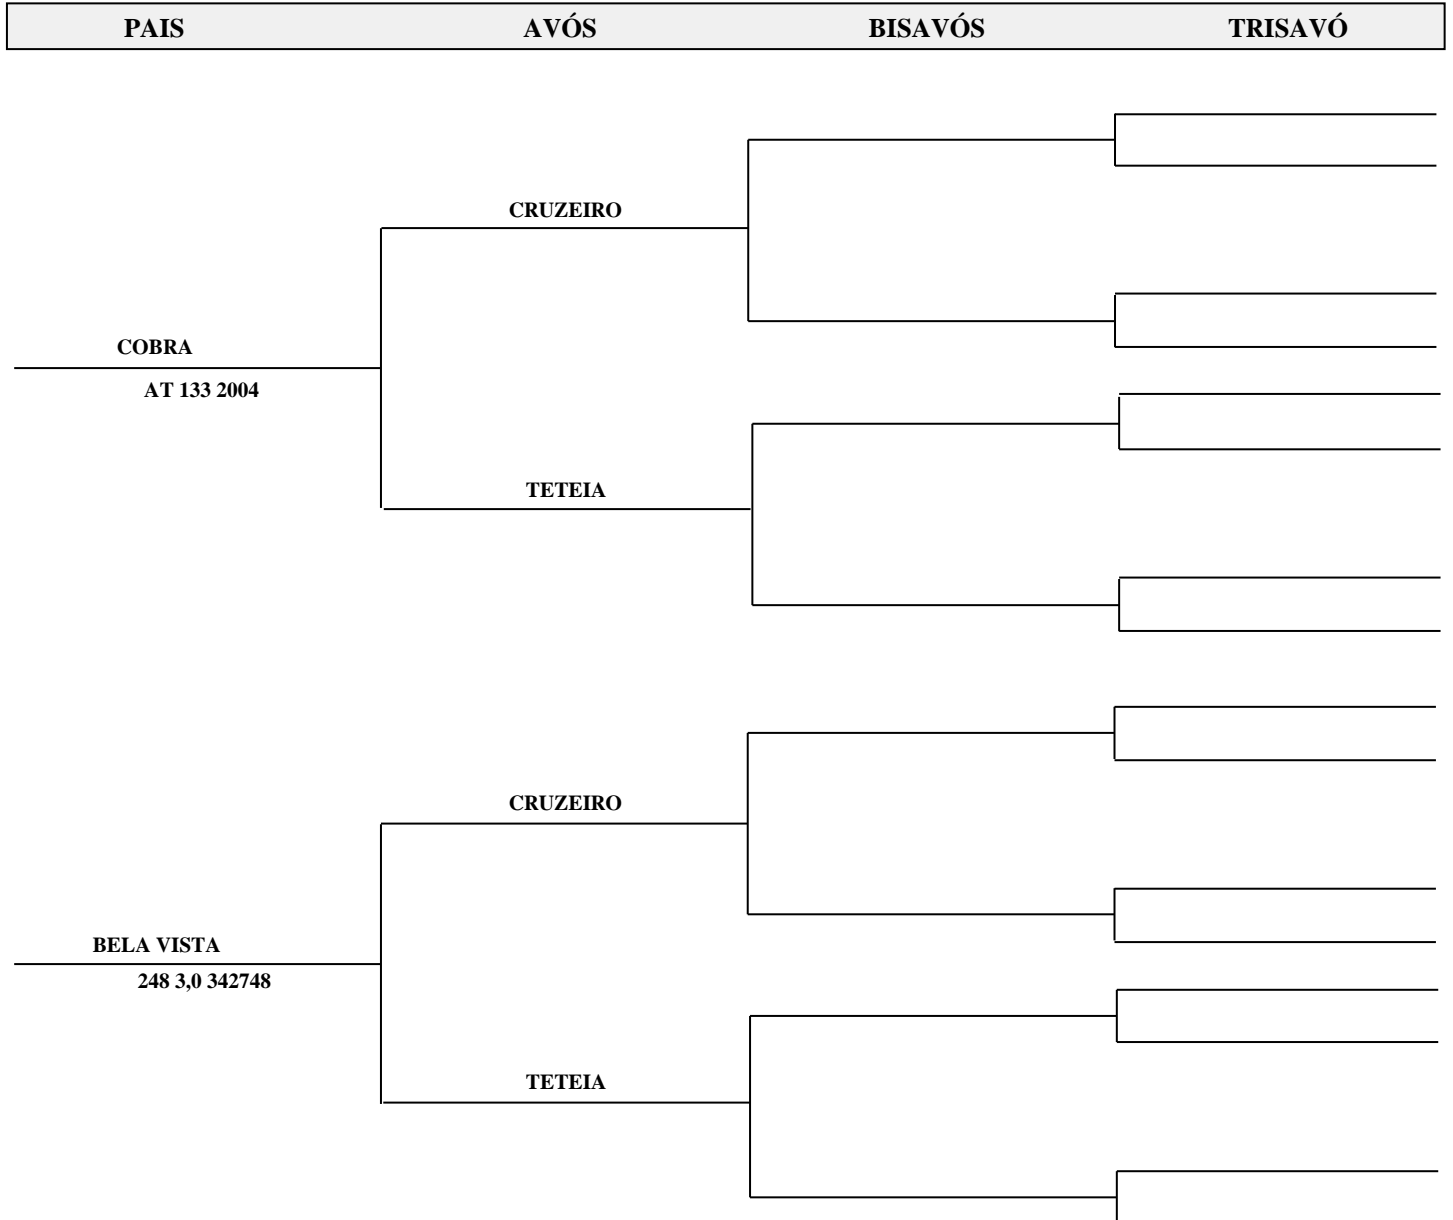 PAIS AVÓS BISAVÓS TRISAVÓ
CRUZEIRO
COBRA
AT 133 2004
TETEIA
CRUZEIRO
BELA VISTA
248 3,0 342748
TETEIA